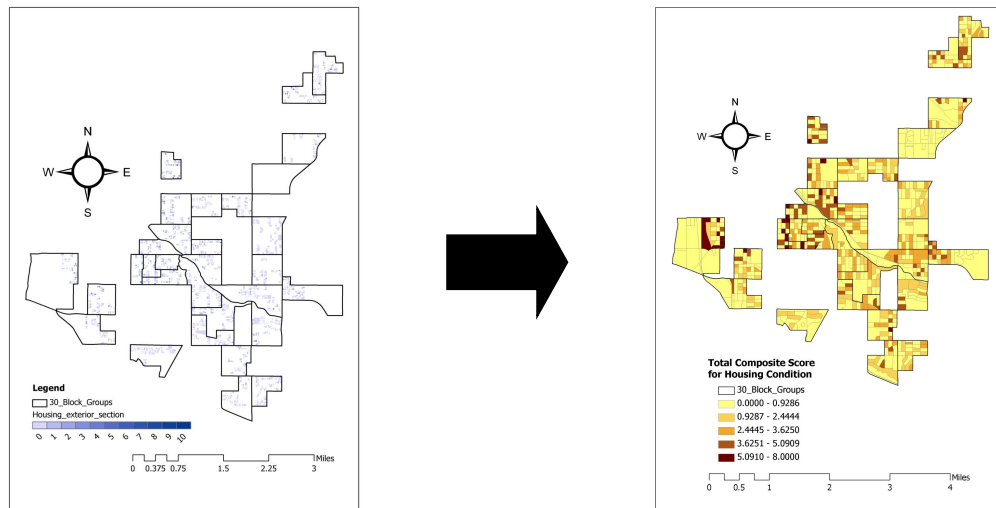 N
W E
S
Legend
30_Block_Groups
Housing_exterior_section
0 1 2 3 4 5 6 7 8 9 10
Miles
0 0.375 0.75 1.5 2.25 3
N
W E
S
Total Composite Score
for Housing Condition
30_Block_Groups
0.0000 - 0.9286
0.9287 - 2.4444
2.4445 - 3.6250
3.6251 - 5.0909
5.0910 - 8.0000
Miles
0 0.5 1 2 3 4